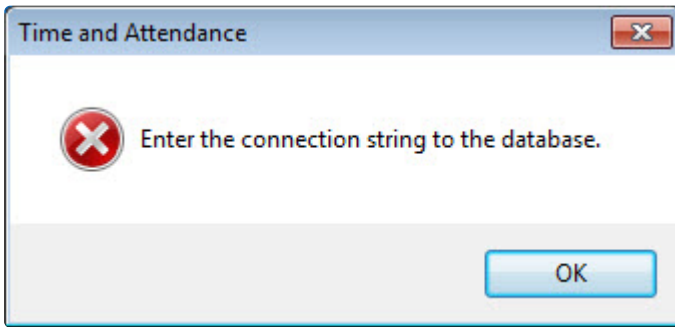 Time and Attendance
Enter the connection string to the database.
OK